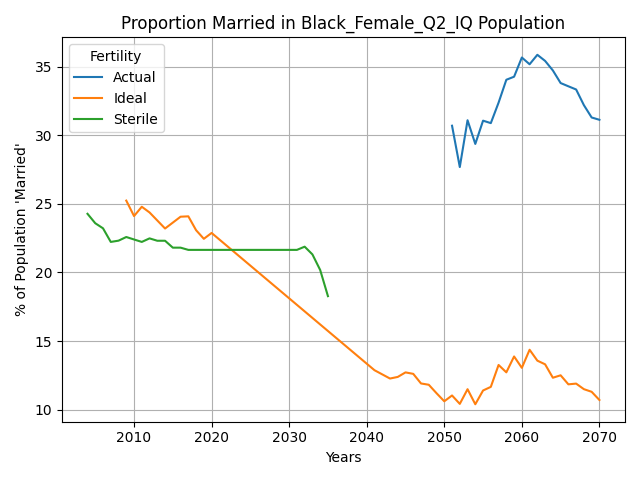 Proportion Married in Black_Female_Q2_IQ Population
% of Population 'Married'
Fertility
Actual
Ideal
Sterile
35
30
25
20
15
10
2010 2020 2030 2040 2050 2060 2070
Years